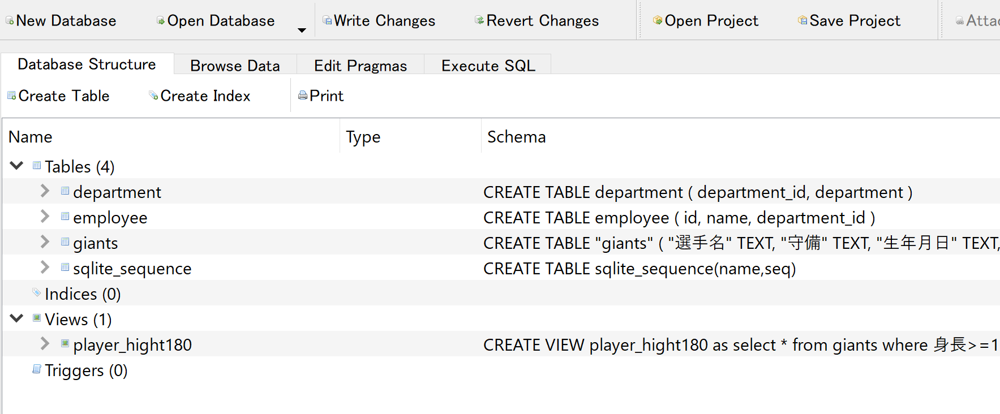 New Database Open Database Write Changes Revert Changes Open Project Save Project
Database Structure Browse Data Edit Pragmas Execute SQL
Create Table Create Index Print
Name Type Schema
Tables (4)
department CREATE TABLE department ( department_id, department )
employee CREATE TABLE employee ( id, name, department_id )
giants CREATE TABLE "giants" ( "選手名" TEXT, "守備" TEXT, "生年月日" TEXT,
sqlite_sequence CREATE TABLE sqlite_sequence(name,seq)
Indices (0)
Views (1)
player_hight180 CREATE VIEW player_hight180 as select * from giants where 身長>=1
Triggers (0)